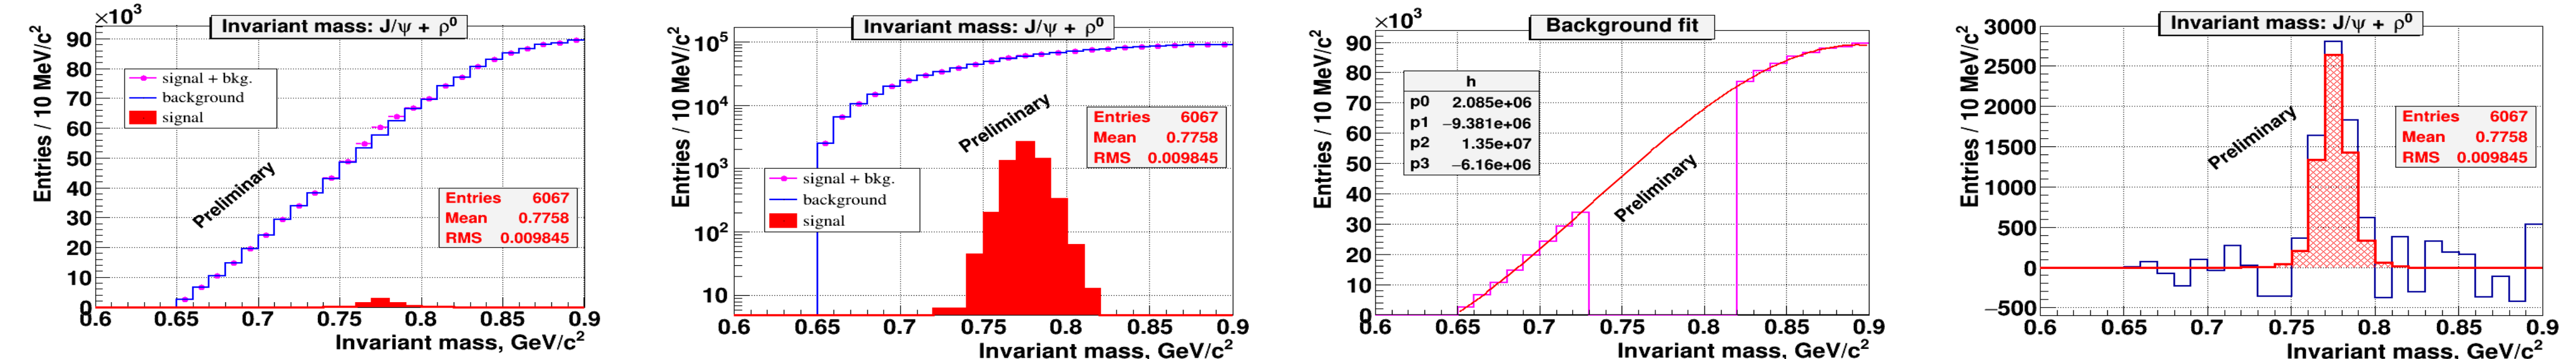 Invariant mass: J/ψ + ρ⁰
×10³
Entries / 10 MeV/c²
90
80
70
60
50
40
30
20
10
0
signal + bkg.
background
signal
Preliminary
Entries 6067
Mean 0.7758
RMS 0.009845
0.6 0.65 0.7 0.75 0.8 0.85 0.9
Invariant mass, GeV/c²
Invariant mass: J/ψ + ρ⁰
Entries / 10 MeV/c²
10⁵
10⁴
10³
10²
10
Preliminary
Entries 6067
Mean 0.7758
RMS 0.009845
signal + bkg.
background
signal
0.6 0.65 0.7 0.75 0.8 0.85 0.9
Invariant mass, GeV/c²
Background fit
×10³
Entries / 10 MeV/c²
90
80
70
60
50
40
30
20
10
0
h
p0 2.085e+06
p1 −9.381e+06
p2 1.35e+07
p3 −6.16e+06
Preliminary
0.6 0.65 0.7 0.75 0.8 0.85 0.9
Invariant mass, GeV/c²
Invariant mass: J/ψ + ρ⁰
Entries / 10 MeV/c²
3000
2500
2000
1500
1000
500
0
−500
Preliminary
Entries 6067
Mean 0.7758
RMS 0.009845
0.6 0.65 0.7 0.75 0.8 0.85 0.9
Invariant mass, GeV/c²